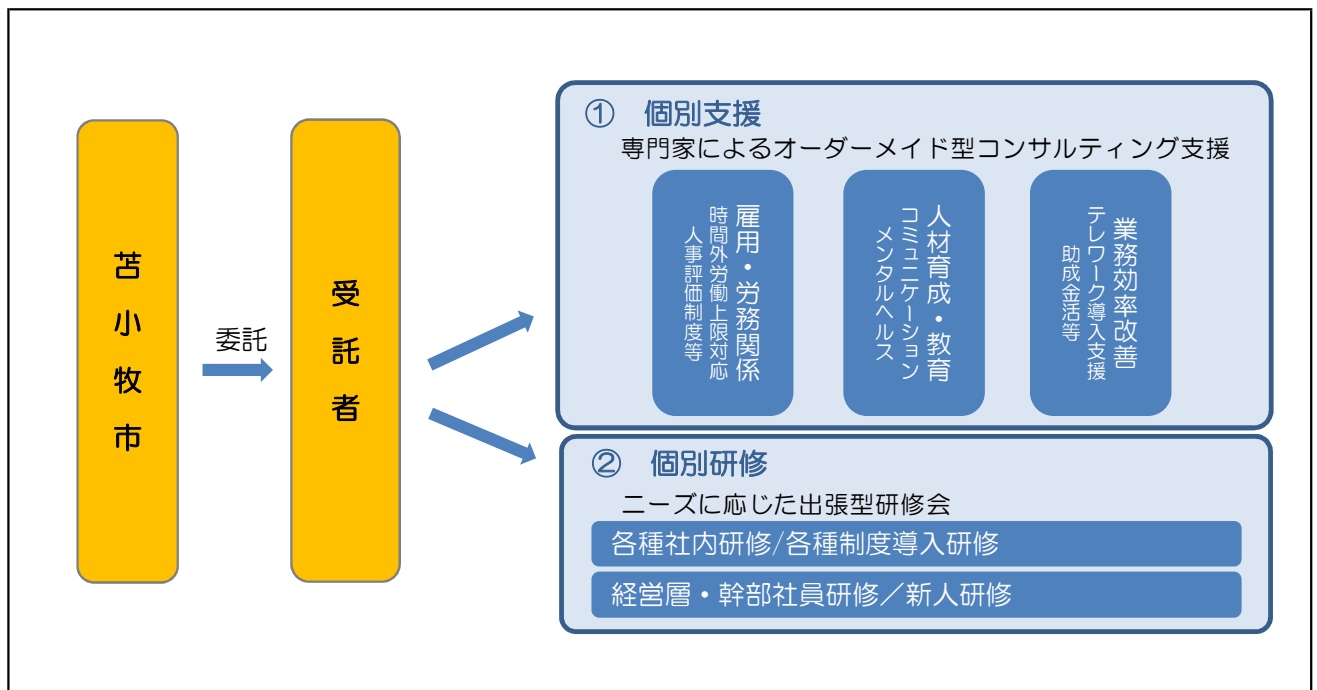 苫小牧市
委託
受託者
① 個別支援
専門家によるオーダーメイド型コンサルティング支援
雇用・労務関係
時間外労働上限対応
人事評価制度等
人材育成・教育
コミュニケーション
メンタルヘルス
業務効率改善
テレワーク導入支援
助成金活等
② 個別研修
ニーズに応じた出張型研修会
各種社内研修/各種制度導入研修
経営層・幹部社員研修／新人研修